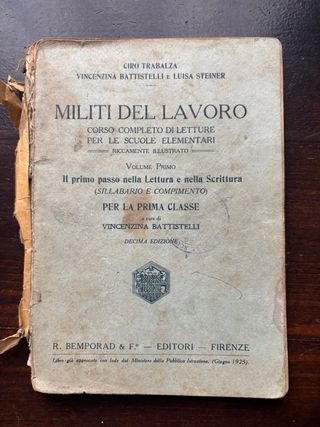 CIRO TRABALZA
VINCENZINA BATTISTELLI E LUISA STEINER
MILITI DEL LAVORO
CORSO COMPLETO DI LETTURE
PER LE SCUOLE ELEMENTARI
RICCAMENTE ILLUSTRATO
VOLUME PRIMO
Il primo passo nella Lettura e nella Scrittura
(SILLABARIO E COMPIMENTO)
PER LA PRIMA CLASSE
a cura di
VINCENZINA BATTISTELLI
DECIMA EDIZIONE
R. BEMPORAD & F.º — EDITORI — FIRENZE
Libro già approvato con lode dal Ministero della Pubblica Istruzione. (Giugno 1925).